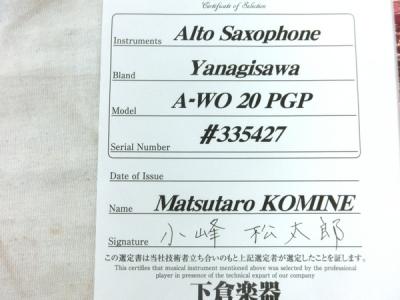 Certificate of Selection
Instruments Alto Saxophone
Bland Yanagisawa
Model A-WO 20 PGP
Serial Number #335427
Date of Issue
Name Matsutaro KOMINE
Signature 小峰 松太郎
この選定書は当社技術者立ち合いのもと上記選定者が選定したことを証します。
This certifies that musical instrument mentioned above was selected by the professional
player in presence of the technical expart of our company
下倉楽器